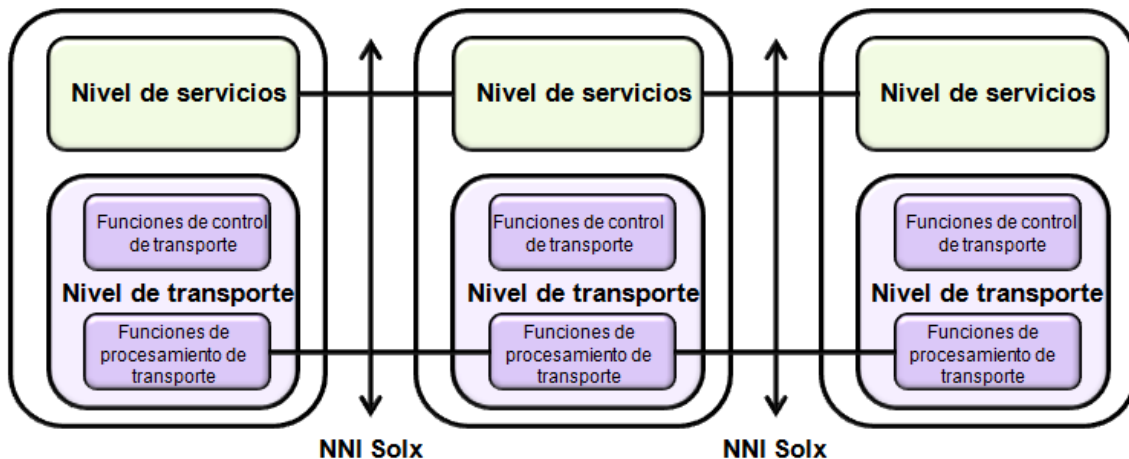 Nivel de servicios
Funciones de control
de transporte
Nivel de transporte
Funciones de
procesamiento de
transporte
Nivel de servicios
Funciones de control
de transporte
Nivel de transporte
Funciones de
procesamiento de
transporte
Nivel de servicios
Funciones de control
de transporte
Nivel de transporte
Funciones de
procesamiento de
transporte
NNI SoIx
NNI SoIx